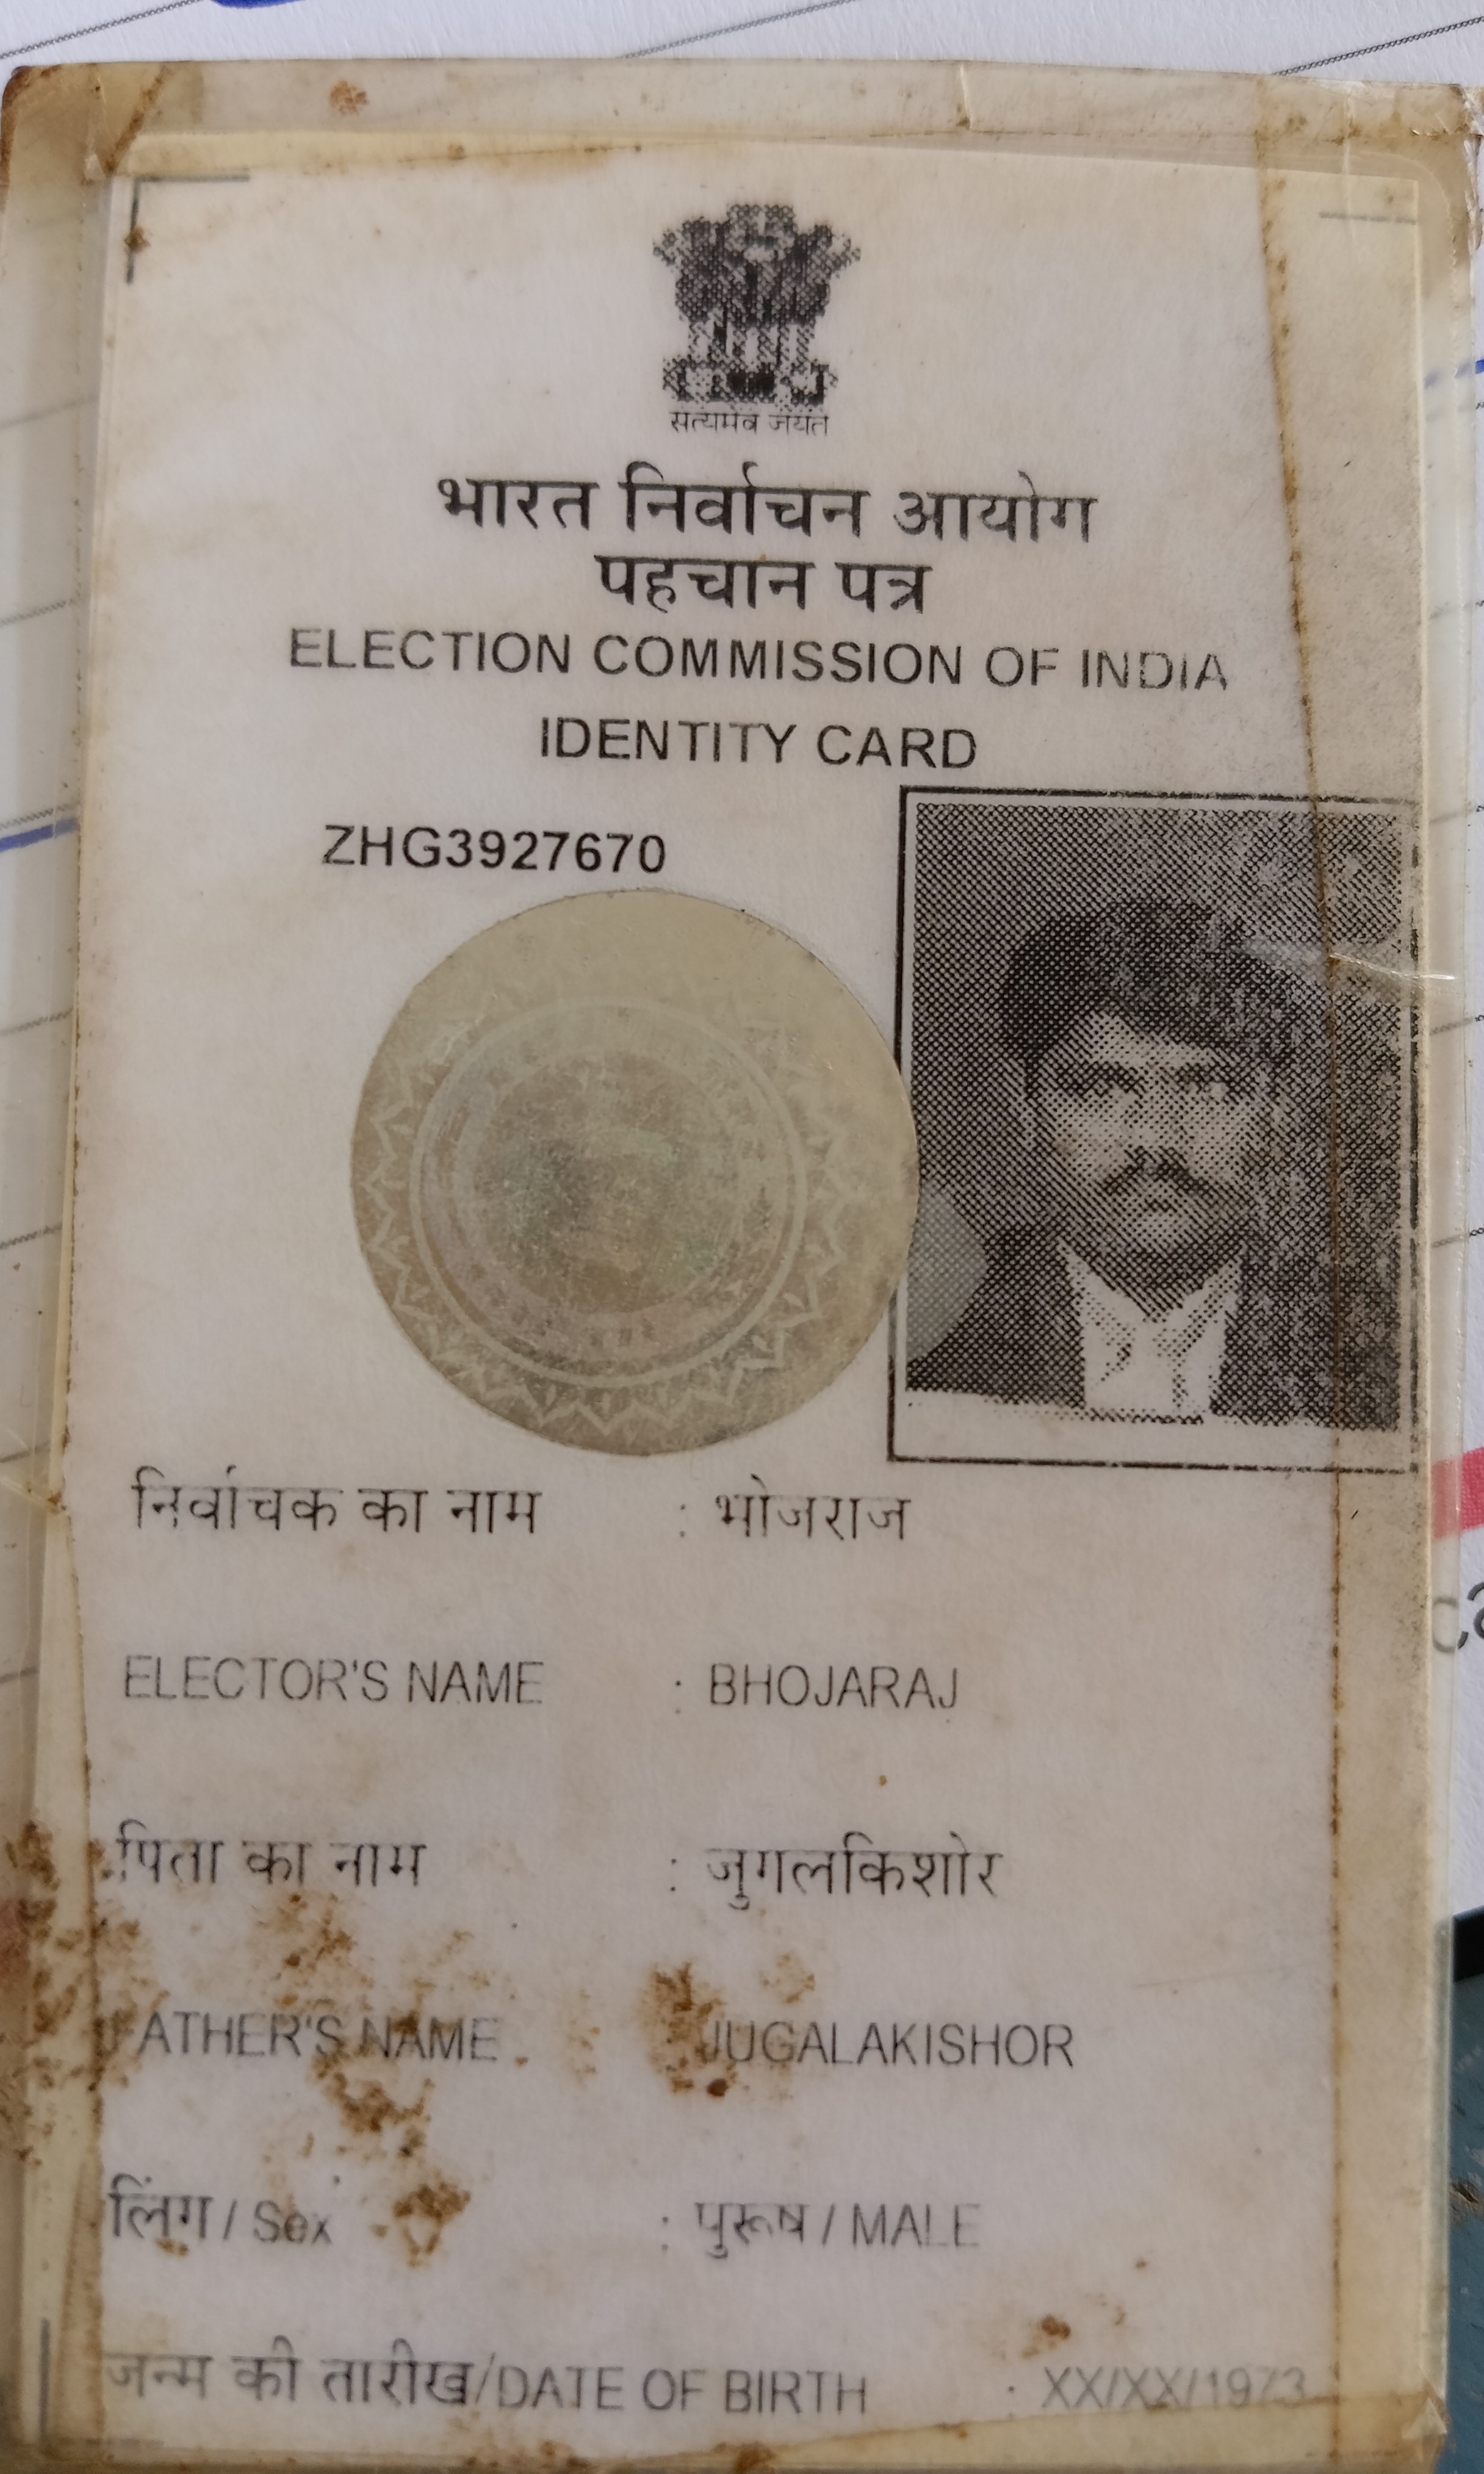 सत्यमेव जयते
भारत निर्वाचन आयोग
पहचान पत्र
ELECTION COMMISSION OF INDIA
IDENTITY CARD
ZHG3927670
निर्वाचक का नाम : भोजराज
ELECTOR'S NAME : BHOJARAJ
पिता का नाम : जुगलकिशोर
FATHER'S NAME JUGALAKISHOR
लिंग / Sex : पुरूष / MALE
जन्म की तारीख/DATE OF BIRTH : XX/XX/1973